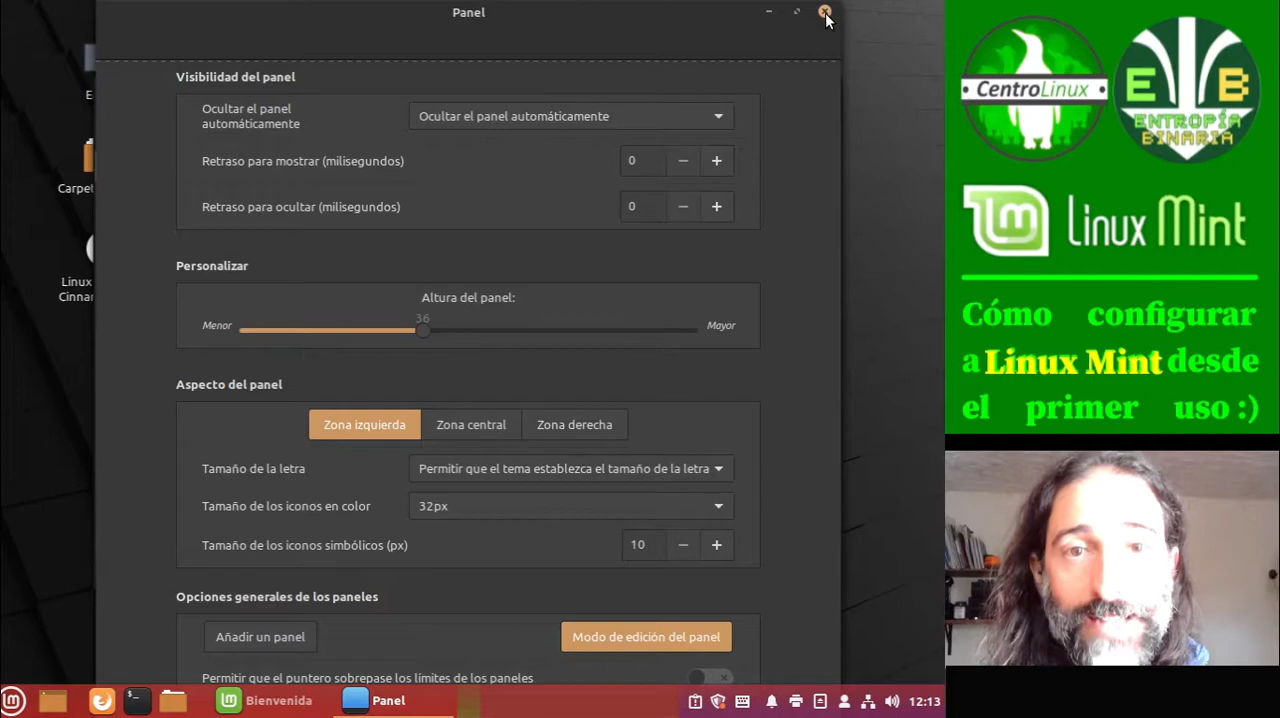 Panel
Visibilidad del panel
Ocultar el panel
automáticamente
Ocultar el panel automáticamente
Retraso para mostrar (milisegundos)
0
Retraso para ocultar (milisegundos)
0
Personalizar
Altura del panel:
36
Menor
Mayor
Aspecto del panel
Zona izquierda
Zona central
Zona derecha
Tamaño de la letra
Permitir que el tema establezca el tamaño de la letra
Tamaño de los iconos en color
32px
Tamaño de los iconos simbólicos (px)
10
Opciones generales de los paneles
Añadir un panel
Modo de edición del panel
Permitir que el puntero sobrepase los límites de los paneles
E
Carpet
Linux
Cinnar
Bienvenida
Panel
12:13
CentroLinux
E B
ENTROPÍA
BINARIA
Linux Mint
Cómo configurar
a Linux Mint desde
el primer uso :)